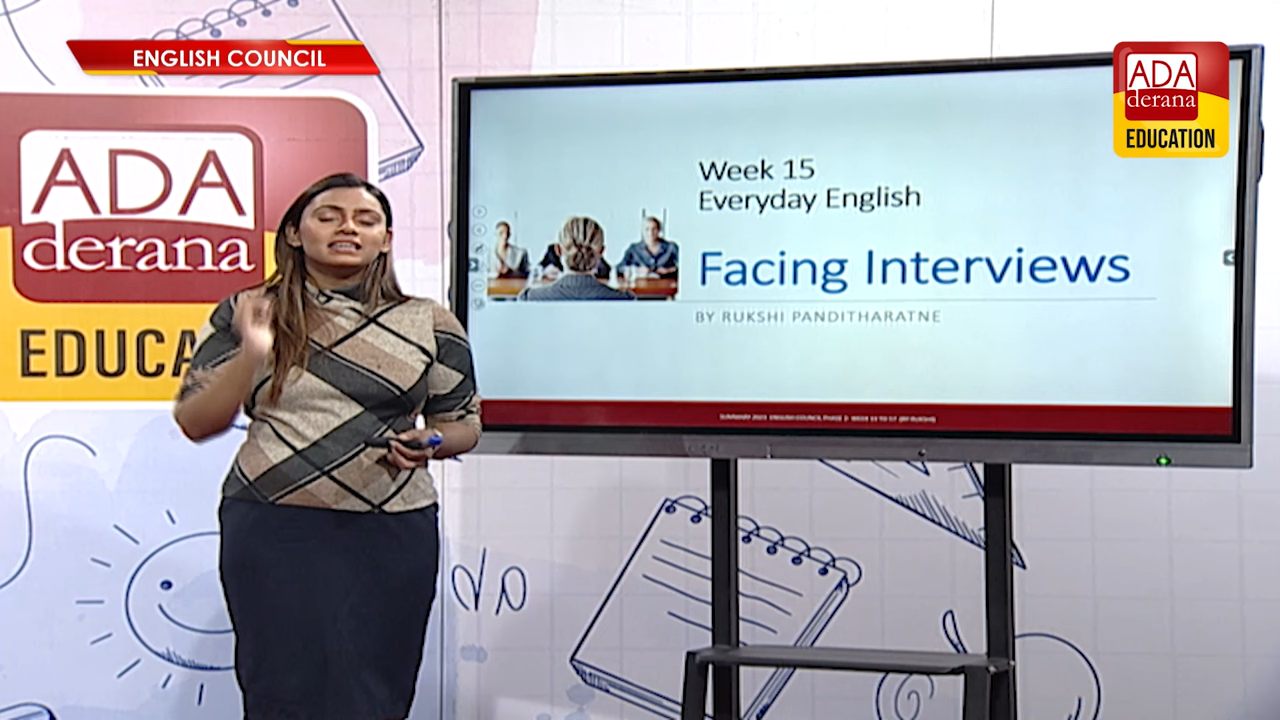 ENGLISH COUNCIL
ADA
derana
EDUCATION
ADA
derana
EDUCA
Week 15
Everyday English
Facing Interviews
BY RUKSHI PANDITHARATNE